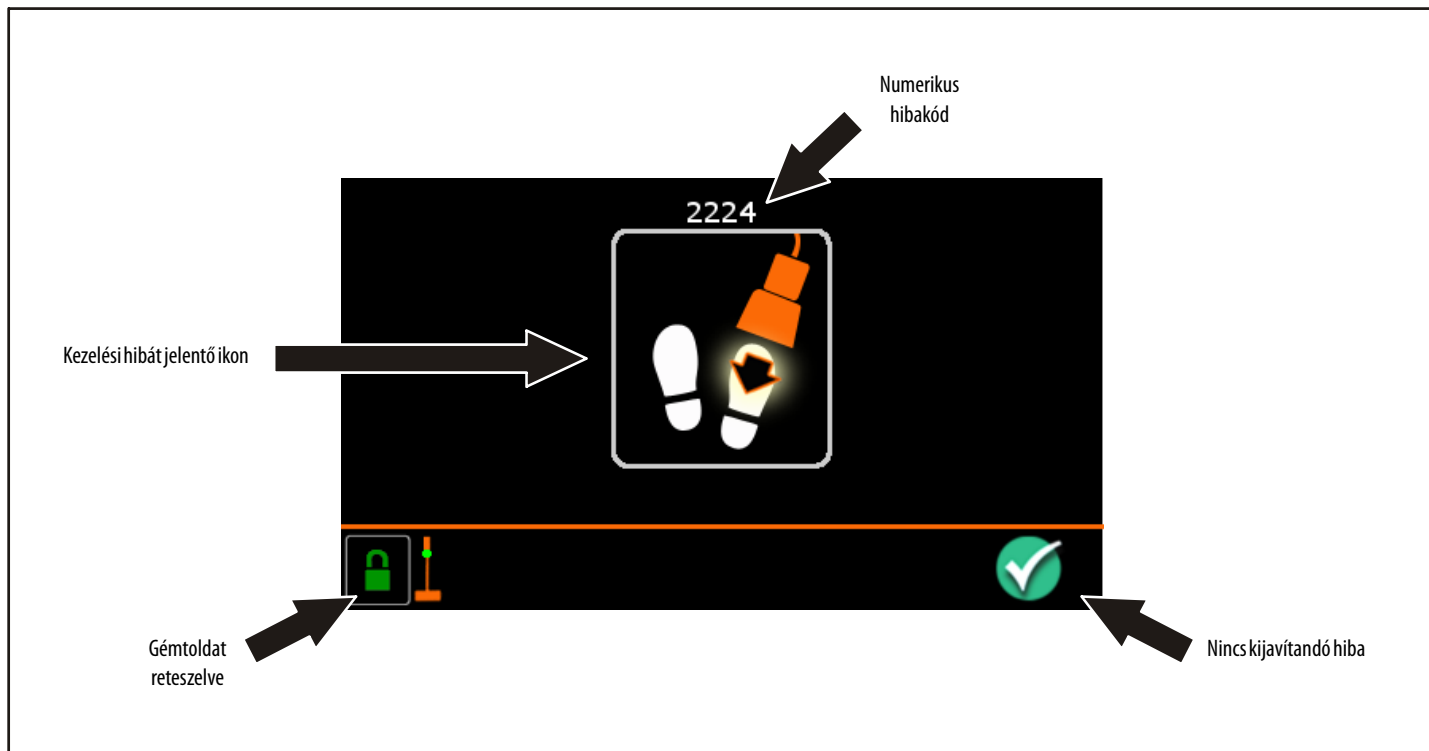 Numerikus
hibakód
2224
Kezelési hibát jelentő ikon
Gémtoldat
reteszelve
Nincs kijavítandó hiba